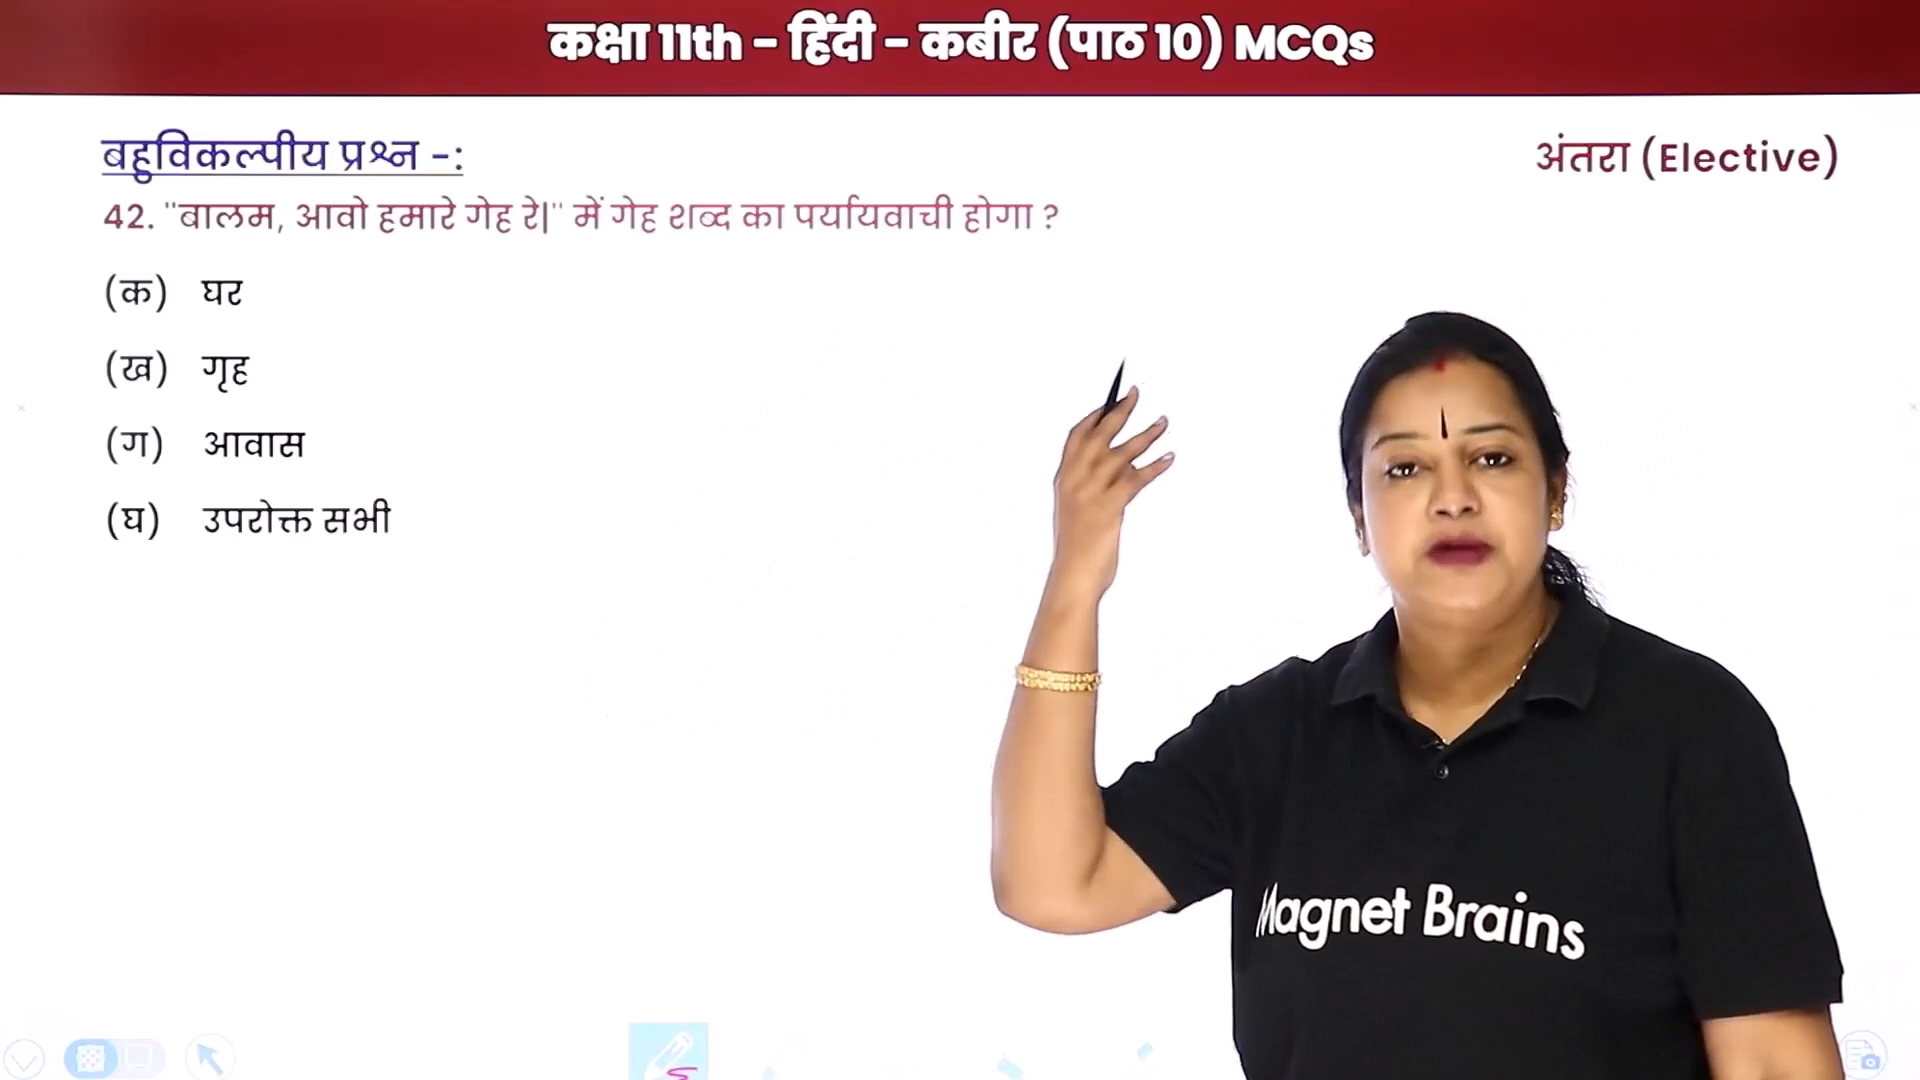 कक्षा 11th - हिंदी - कबीर (पाठ 10) MCQs
बहुविकल्पीय प्रश्न -:
अंतरा (Elective)
42. "बालम, आवो हमारे गेह रे|" में गेह शब्द का पर्यायवाची होगा ?
(क) घर
(ख) गृह
(ग) आवास
(घ) उपरोक्त सभी
Magnet Brains